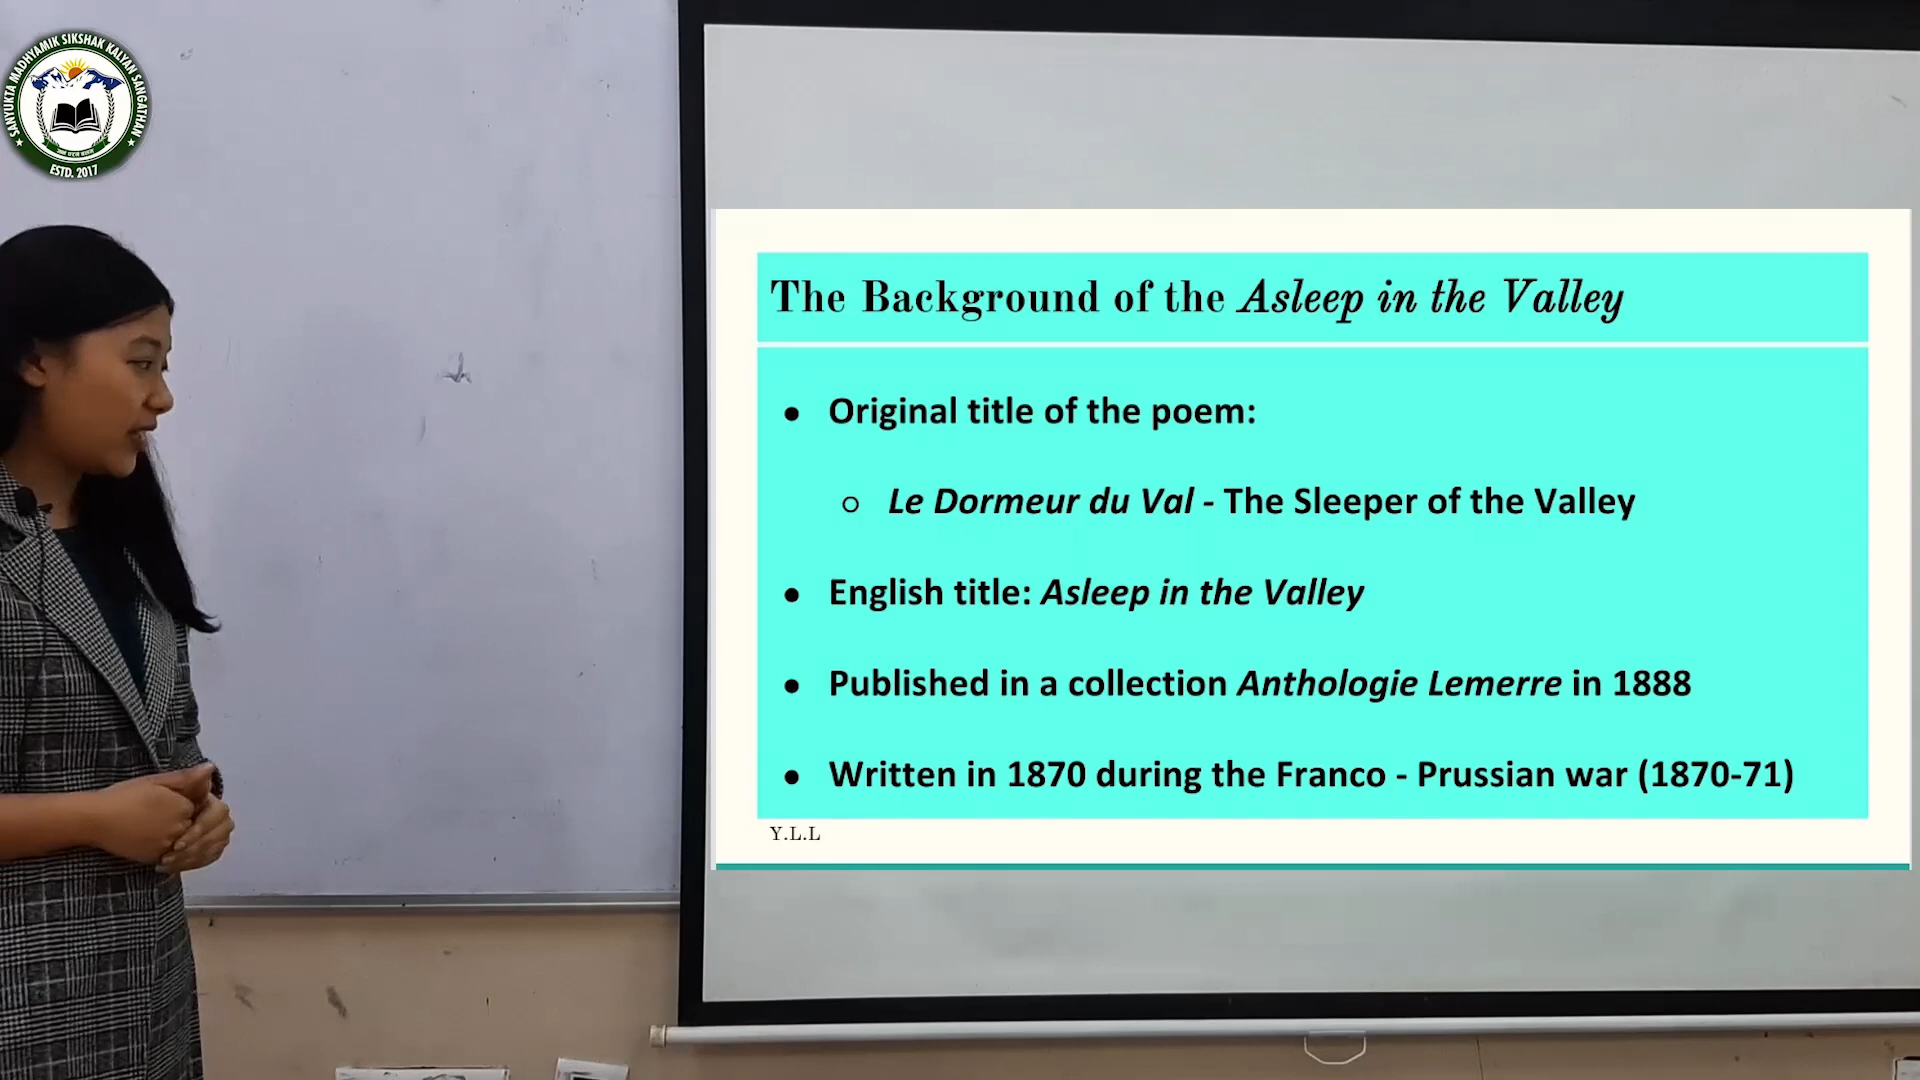 SANYUKTA MADHYAMIK SIKSHAK KALYAN SANGATHAN
ESTD. 2017
The Background of the Asleep in the Valley
● Original title of the poem:
○ Le Dormeur du Val - The Sleeper of the Valley
● English title: Asleep in the Valley
● Published in a collection Anthologie Lemerre in 1888
● Written in 1870 during the Franco - Prussian war (1870-71)
Y.L.L